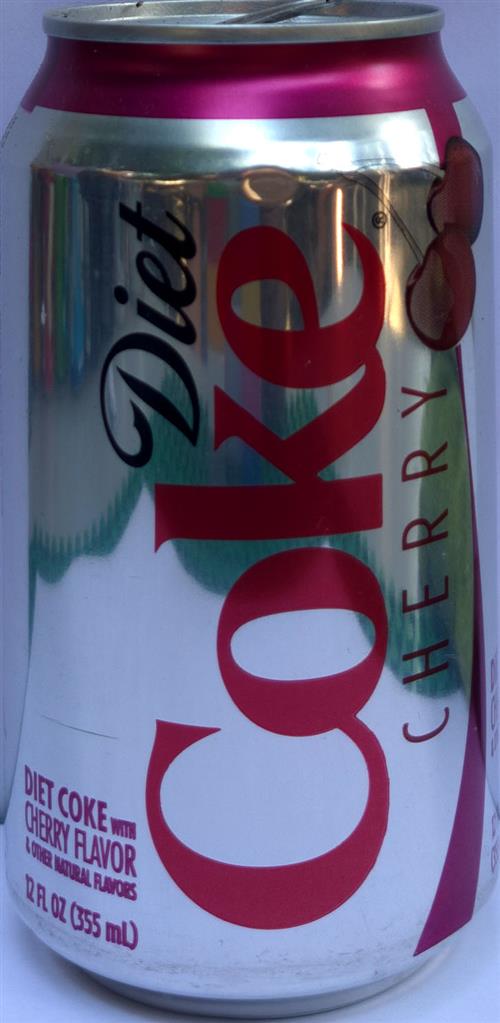 Diet
Coke®
CHERRY
DIET COKE WITH
CHERRY FLAVOR
& OTHER NATURAL FLAVORS
12 FL OZ (355 mL)